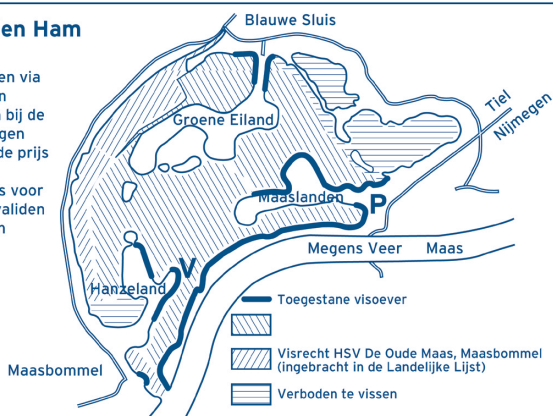 en Ham
en via
n
bij de
gen
de prijs
s voor
validen
n
Blauwe Sluis
Groene Eiland
Tiel
Nijmegen
Maaslanden
P
Megens Veer Maas
V
Hanzeland
Maasbommel
Toegestane visoever
Visrecht HSV De Oude Maas, Maasbommel
(ingebracht in de Landelijke Lijst)
Verboden te vissen